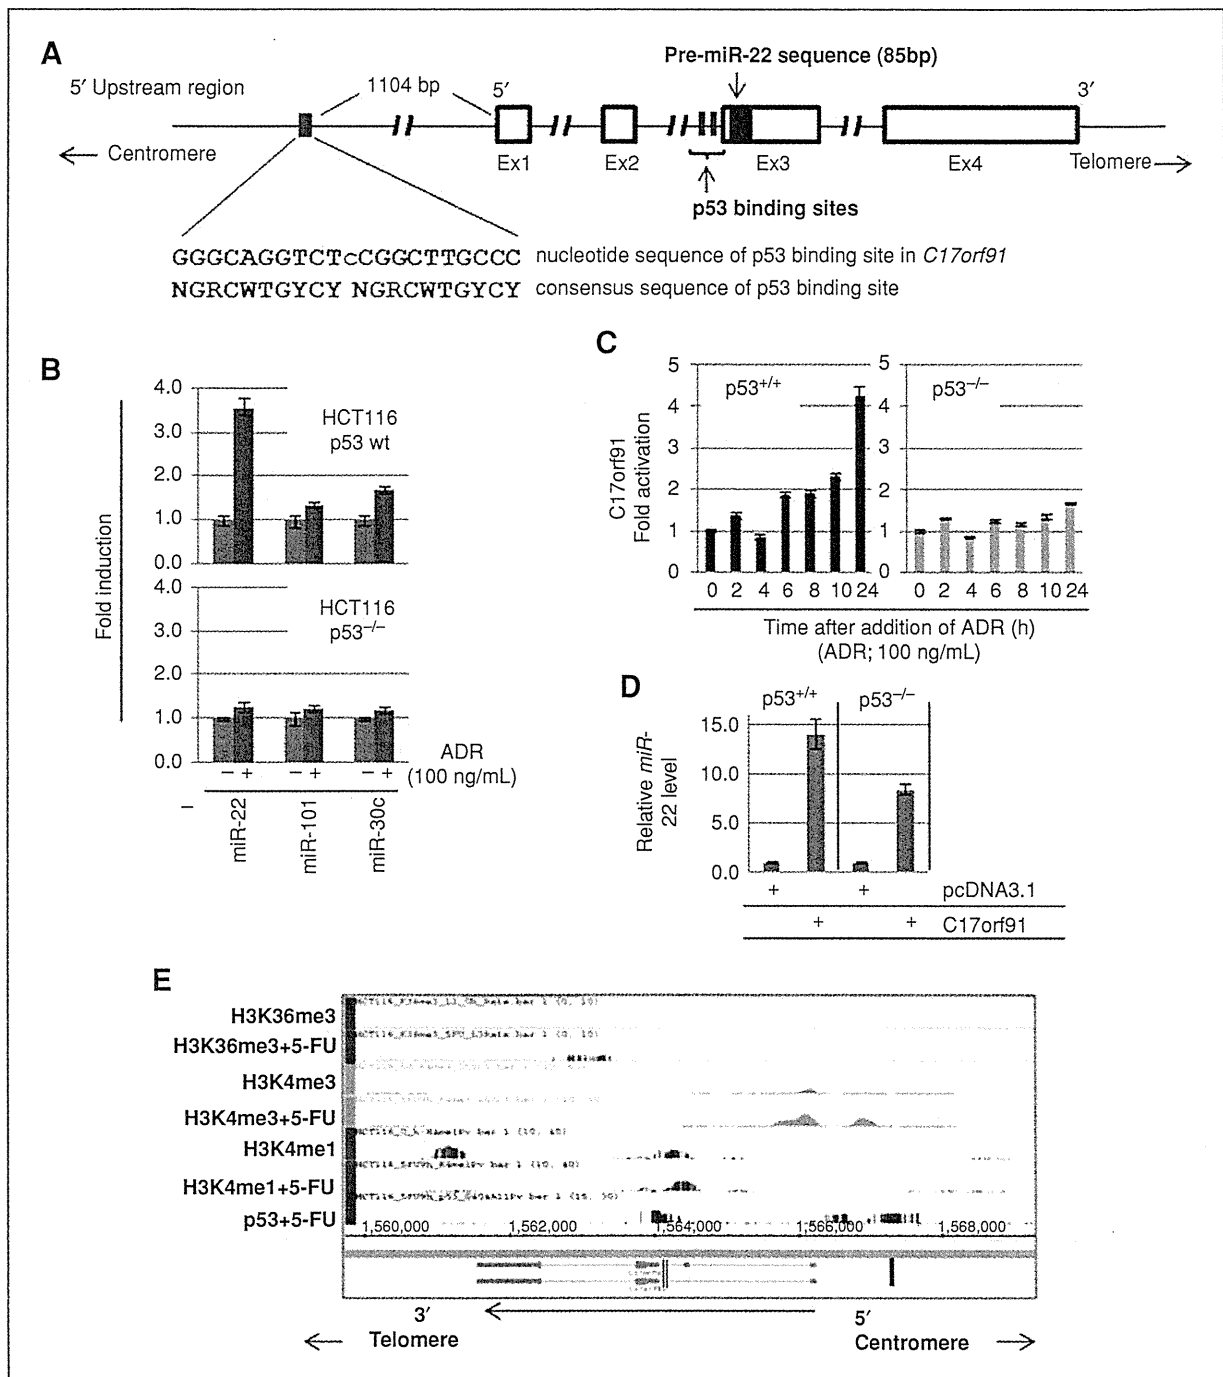 A
Pre-miR-22 sequence (85bp)
5′ Upstream region
1104 bp
5′
3′
← Centromere
Ex1
Ex2
Ex3
Ex4
Telomere →
p53 binding sites
GGGCAGGTCTcCGGCTTGCCC nucleotide sequence of p53 binding site in C17orf91
NGRCWTGYCY NGRCWTGYCY consensus sequence of p53 binding site
B
Fold induction
4.0
3.0
2.0
1.0
0.0
HCT116
p53 wt
4.0
3.0
2.0
1.0
0.0
HCT116
p53−/−
− + − + − +
ADR
(100 ng/mL)
−
miR-22
miR-101
miR-30c
C
C17orf91
Fold activation
5
4
3
2
1
0
p53+/+
0 2 4 6 8 10 24
5
4
3
2
1
0
p53−/−
0 2 4 6 8 10 24
Time after addition of ADR (h)
(ADR; 100 ng/mL)
D
p53+/+
p53−/−
Relative miR-
22 level
15.0
10.0
5.0
0.0
+ + pcDNA3.1
+ + C17orf91
E
H3K36me3
H3K36me3+5-FU
H3K4me3
H3K4me3+5-FU
H3K4me1
H3K4me1+5-FU
p53+5-FU
1,560,000 1,562,000 1,564,000 1,566,000 1,568,000
3′
5′
← Telomere
Centromere →